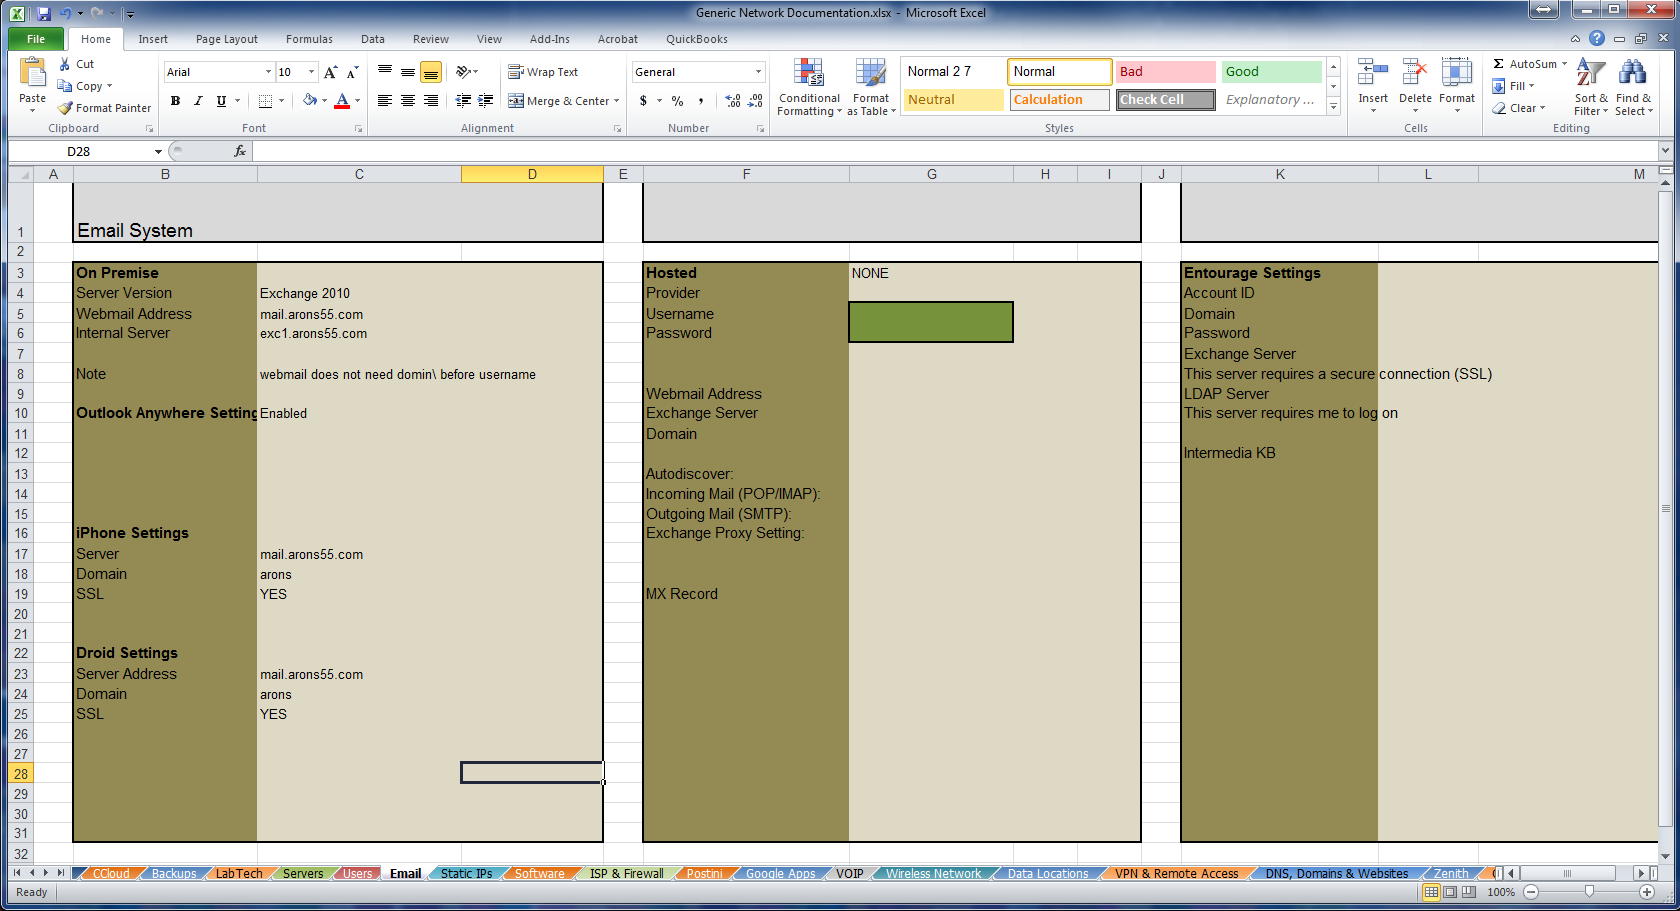 Generic Network Documentation.xlsx - Microsoft Excel
File Home Insert Page Layout Formulas Data Review View Add-Ins Acrobat QuickBooks
Paste
Cut
Copy
Format Painter
Clipboard
Arial 10
B I U
Font
Wrap Text
Merge & Center
Alignment
General
$ % ,
Number
Conditional Formatting
Format as Table
Normal 2 7 Normal Bad Good
Neutral Calculation Check Cell Explanatory ...
Styles
Insert Delete Format
Cells
Σ AutoSum
Fill
Clear
Sort & Filter
Find & Select
Editing
D28 fx
A B C D E F G H I J K L M
1 Email System
2
3 On Premise Hosted NONE Entourage Settings
4 Server Version Exchange 2010 Provider Account ID
5 Webmail Address mail.arons55.com Username Domain
6 Internal Server exc1.arons55.com Password Password
7 Exchange Server
8 Note webmail does not need domin\ before username This server requires a secure connection (SSL)
9 Webmail Address LDAP Server
10 Outlook Anywhere Setting Enabled Exchange Server This server requires me to log on
11 Domain
12 Intermedia KB
13 Autodiscover:
14 Incoming Mail (POP/IMAP):
15 Outgoing Mail (SMTP):
16 iPhone Settings Exchange Proxy Setting:
17 Server mail.arons55.com
18 Domain arons
19 SSL YES MX Record
20
21
22 Droid Settings
23 Server Address mail.arons55.com
24 Domain arons
25 SSL YES
26
27
28
29
30
31
32
CCloud Backups LabTech Servers Users Email Static IPs Software ISP & Firewall Postini Google Apps VOIP Wireless Network Data Locations VPN & Remote Access DNS, Domains & Websites Zenith
Ready 100%